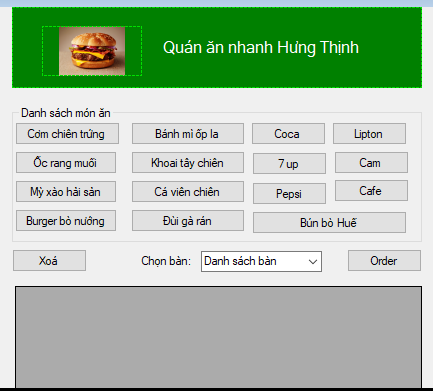 Quán ăn nhanh Hưng Thịnh
Danh sách món ăn
Cơm chiên trứng Bánh mì ốp la Coca Lipton
Ốc rang muối Khoai tây chiên 7 up Cam
Mỳ xào hải sản Cá viên chiên Pepsi Cafe
Burger bò nướng Đùi gà rán Bún bò Huế
Xoá Chọn bàn: Danh sách bàn Order